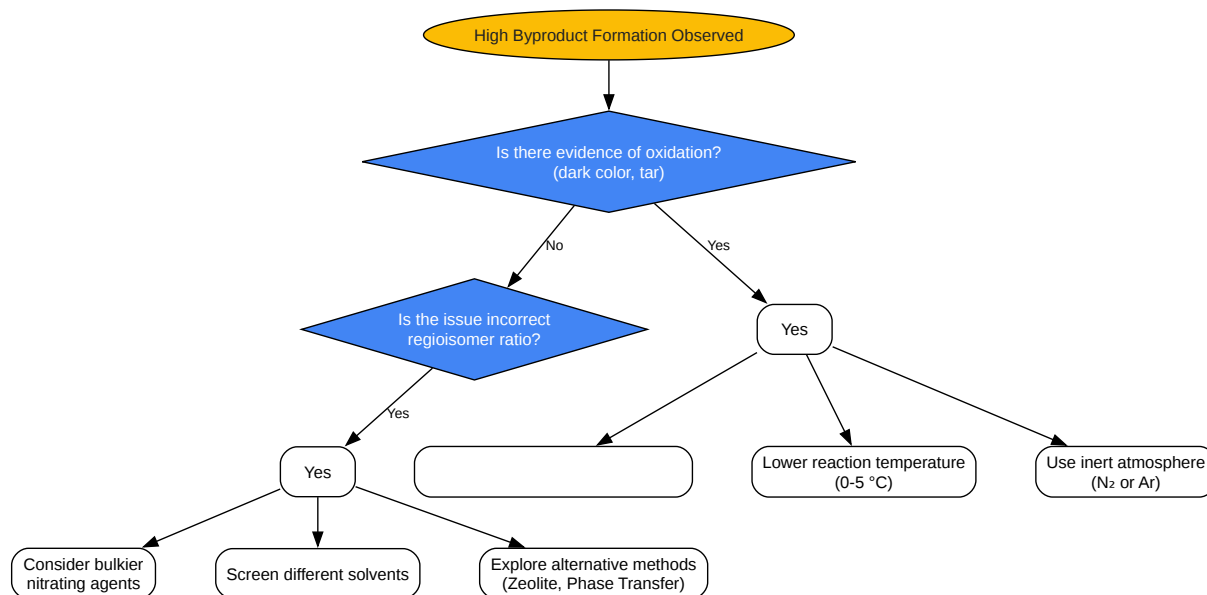 High Byproduct Formation Observed
Is there evidence of oxidation?
(dark color, tar)
No
Yes
Is the issue incorrect
regioisomer ratio?
Yes
Yes
Yes
Lower reaction temperature
(0-5 °C)
Use inert atmosphere
(N₂ or Ar)
Consider bulkier
nitrating agents
Screen different solvents
Explore alternative methods
(Zeolite, Phase Transfer)